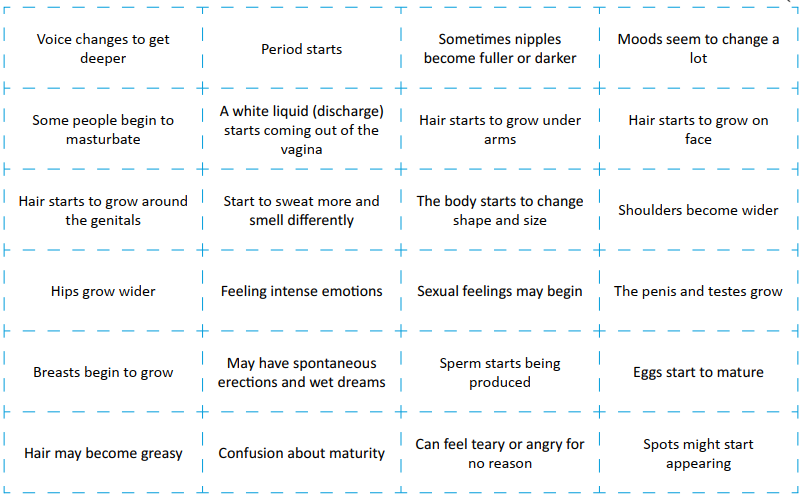 Voice changes to get
deeper
Period starts
Sometimes nipples
become fuller or darker
Moods seem to change a
lot
Some people begin to
masturbate
A white liquid (discharge)
starts coming out of the
vagina
Hair starts to grow under
arms
Hair starts to grow on
face
Hair starts to grow around
the genitals
Start to sweat more and
smell differently
The body starts to change
shape and size
Shoulders become wider
Hips grow wider
Feeling intense emotions
Sexual feelings may begin
The penis and testes grow
Breasts begin to grow
May have spontaneous
erections and wet dreams
Sperm starts being
produced
Eggs start to mature
Hair may become greasy
Confusion about maturity
Can feel teary or angry for
no reason
Spots might start
appearing